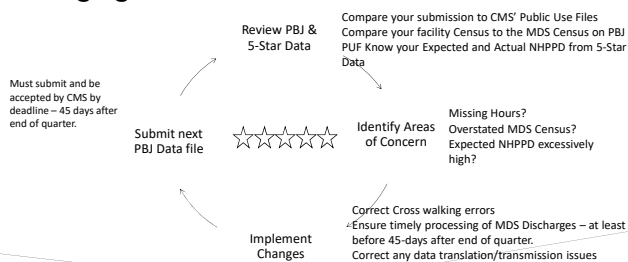 Review PBJ &
5-Star Data
Compare your submission to CMS' Public Use Files
Compare your facility Census to the MDS Census on PBJ
PUF Know your Expected and Actual NHPPD from 5-Star
Data
Must submit and be
accepted by CMS by
deadline – 45 days after
end of quarter.
Submit next
PBJ Data file
Identify Areas
of Concern
Missing Hours?
Overstated MDS Census?
Expected NHPPD excessively
high?
Implement
Changes
Correct Cross walking errors
Ensure timely processing of MDS Discharges – at least
before 45-days after end of quarter.
Correct any data translation/transmission issues